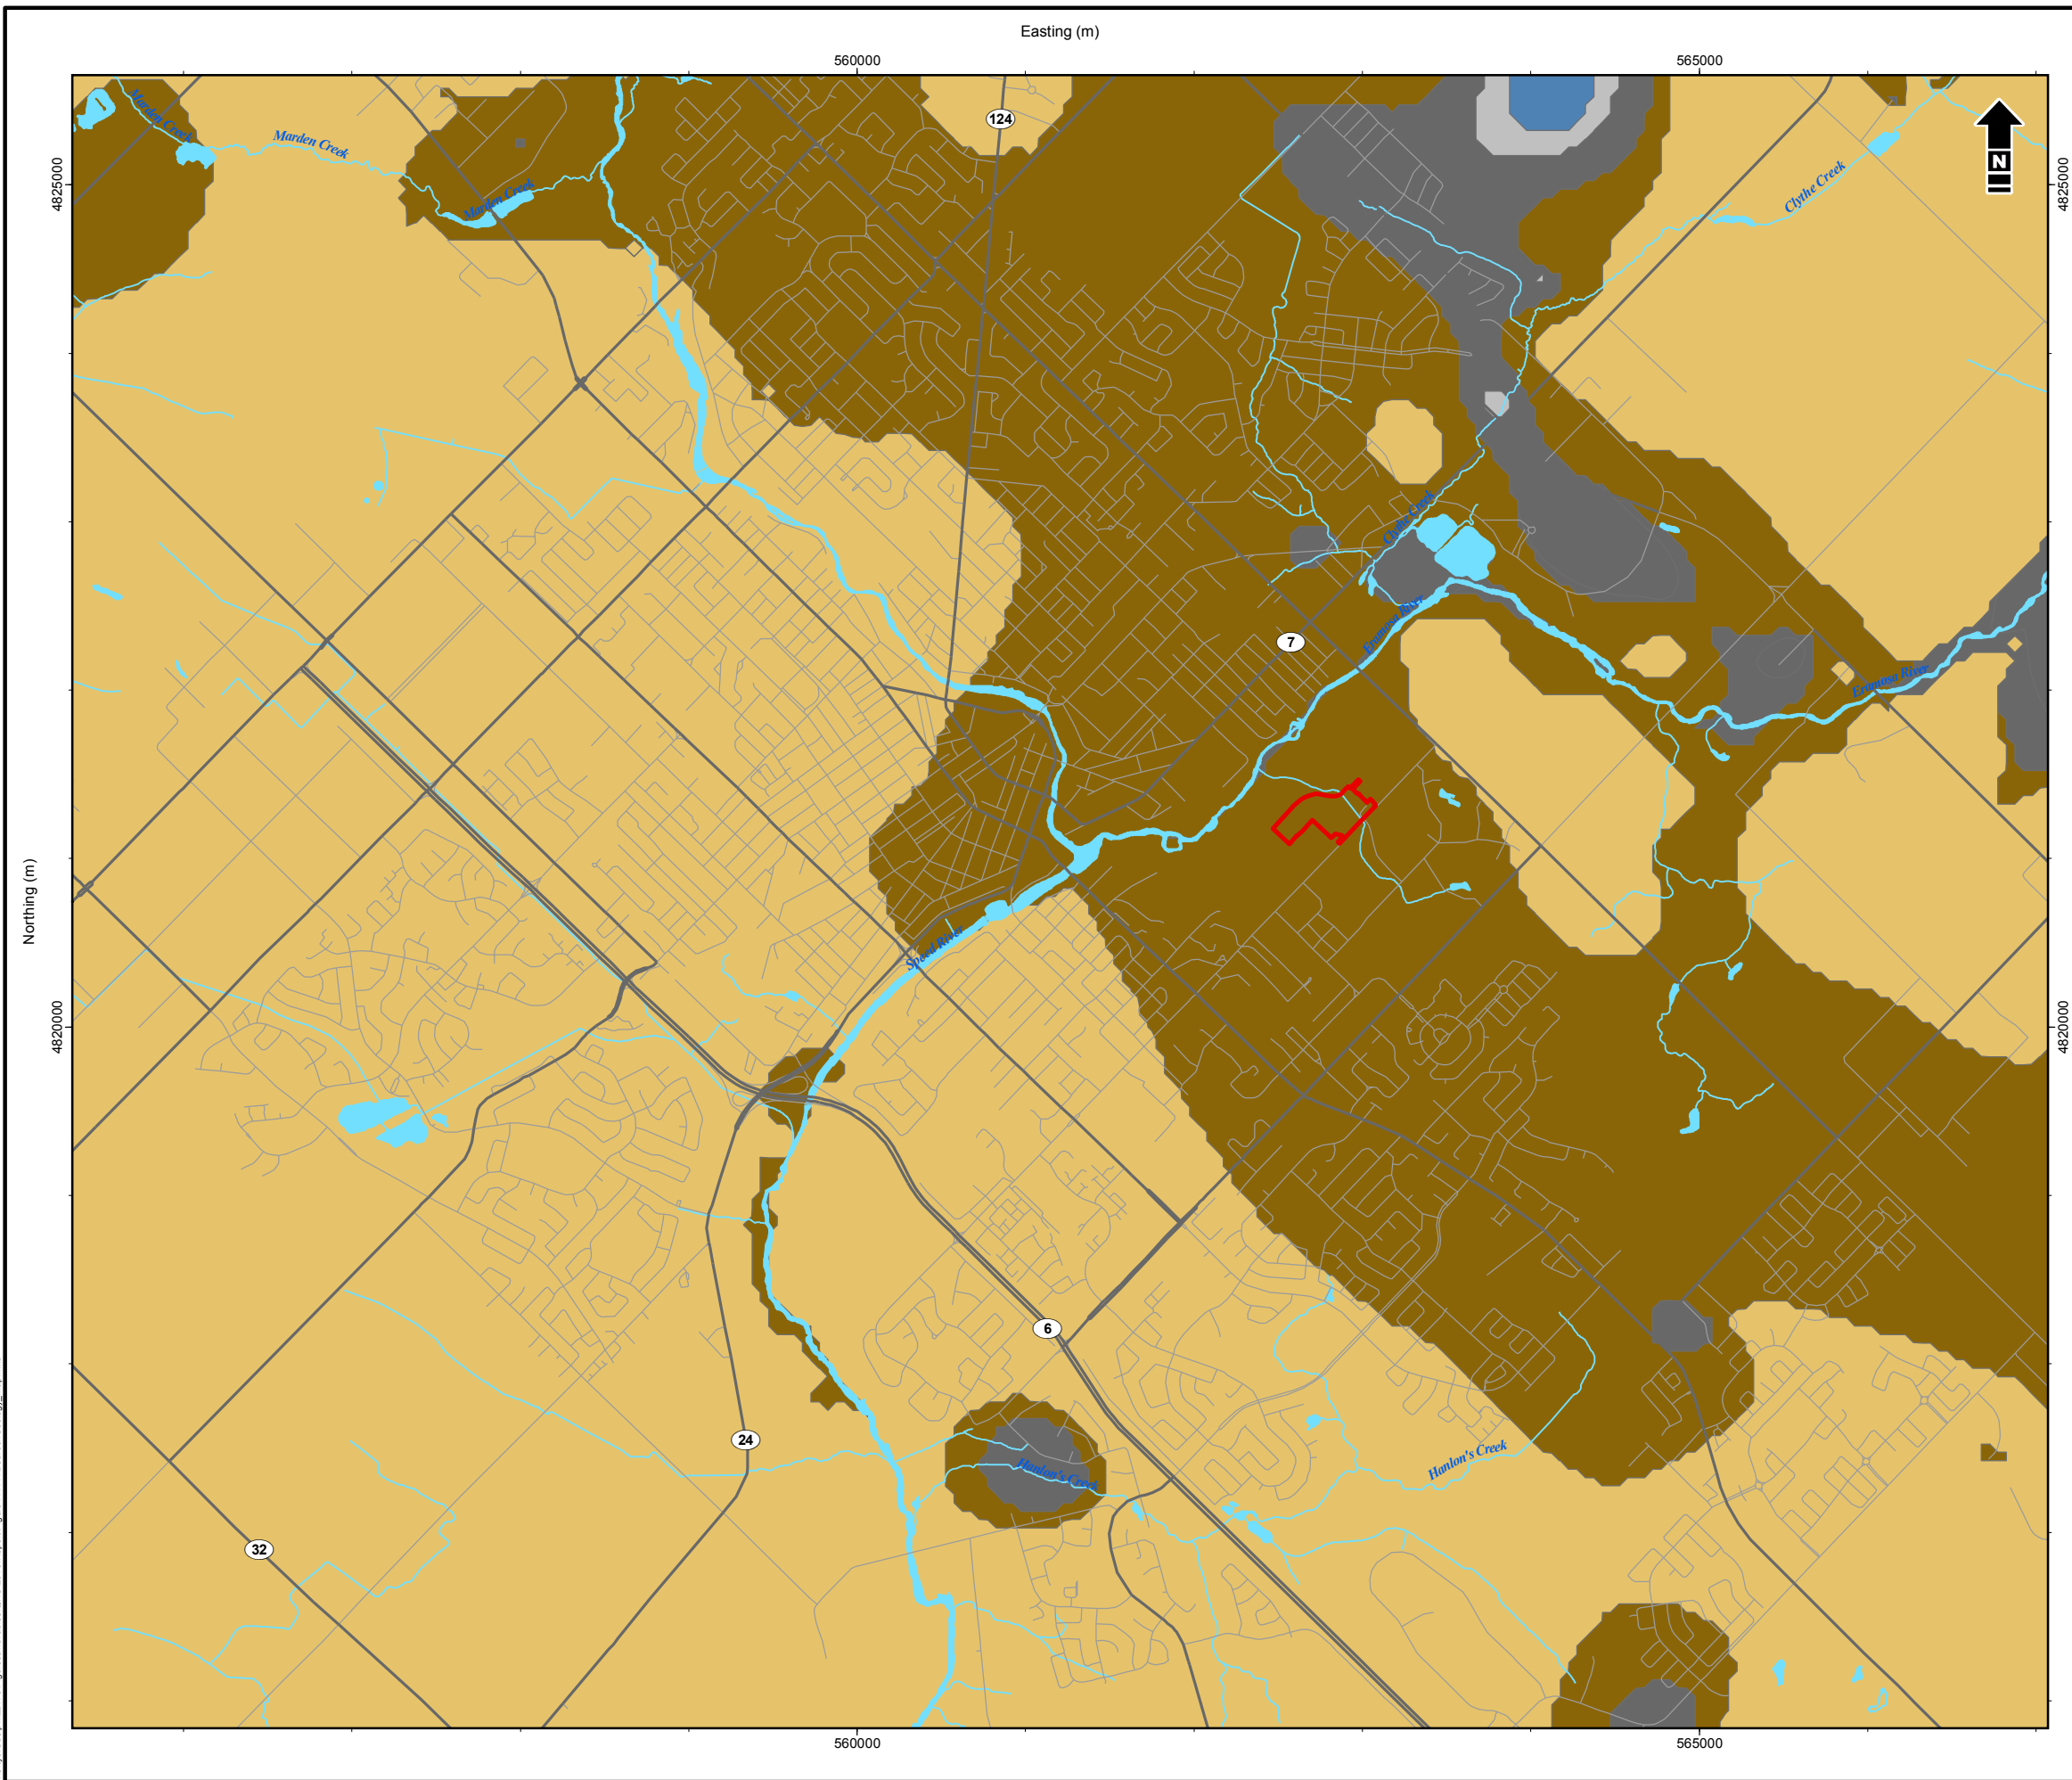 Easting (m)
560000
565000
124
N
Marden Creek
Marden Creek
Marden Creek
4825000
4825000
Clythe Creek
Clythe Creek
Eramosa River
7
Eramosa River
Northing (m)
Speed River
4820000
4820000
6
24
Hanlon's Creek
Hanlon's Creek
32
560000
565000